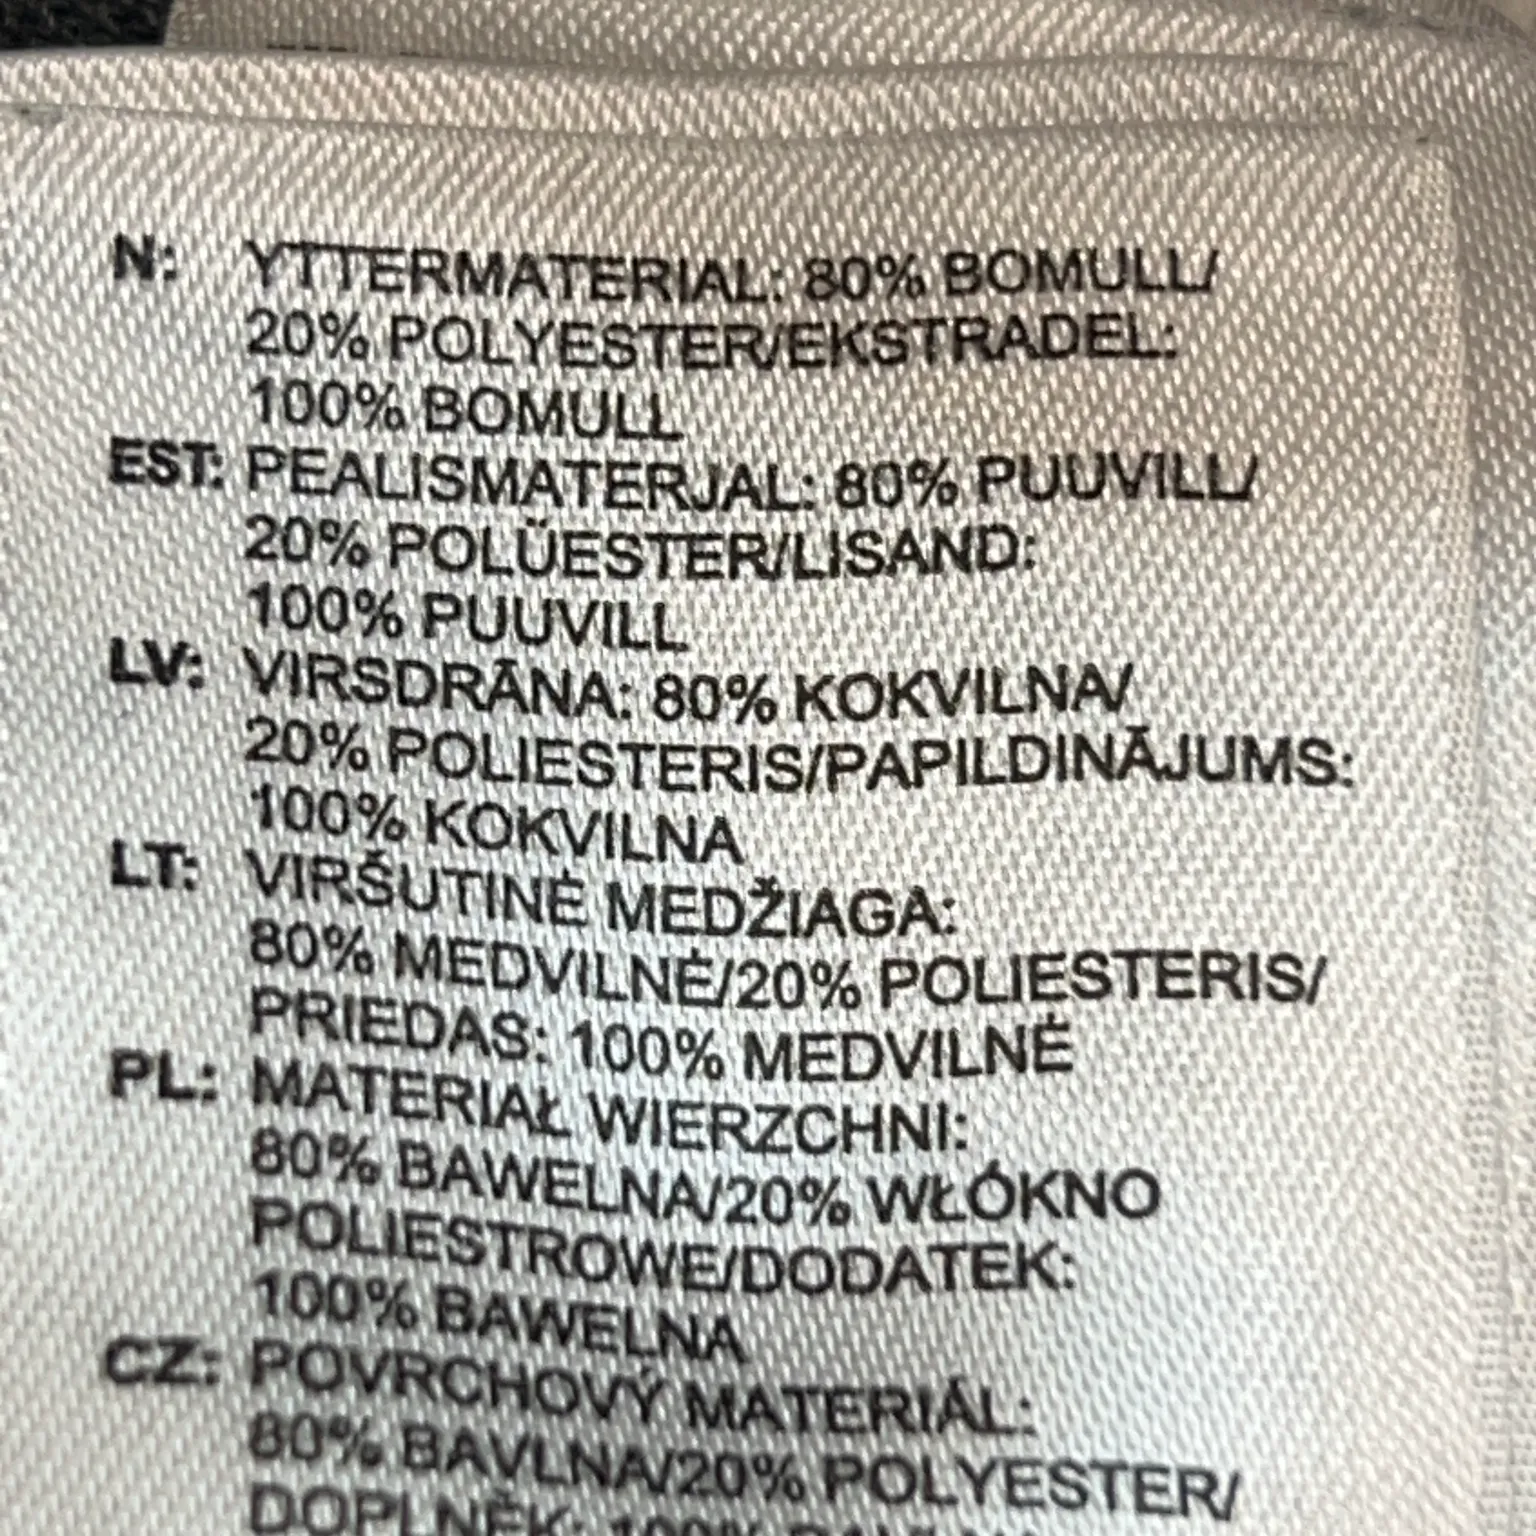 N: YTTERMATERIAL: 80% BOMULL/
20% POLYESTER/EKSTRADEL:
100% BOMULL
EST: PEALISMATERJAL: 80% PUUVILL/
20% POLÜESTER/LISAND:
100% PUUVILL
LV: VIRSDRĀNA: 80% KOKVILNA/
20% POLIESTERIS/PAPILDINĀJUMS:
100% KOKVILNA
LT: VIRŠUTINĖ MEDŽIAGA:
80% MEDVILNĖ/20% POLIESTERIS/
PRIEDAS: 100% MEDVILNĖ
PL: MATERIAŁ WIERZCHNI:
80% BAWELNA/20% WŁÓKNO
POLIESTROWE/DODATEK:
100% BAWELNA
CZ: POVRCHOVÝ MATERIÁL:
80% BAVLNA/20% POLYESTER/
DOPLNĚK: 100%